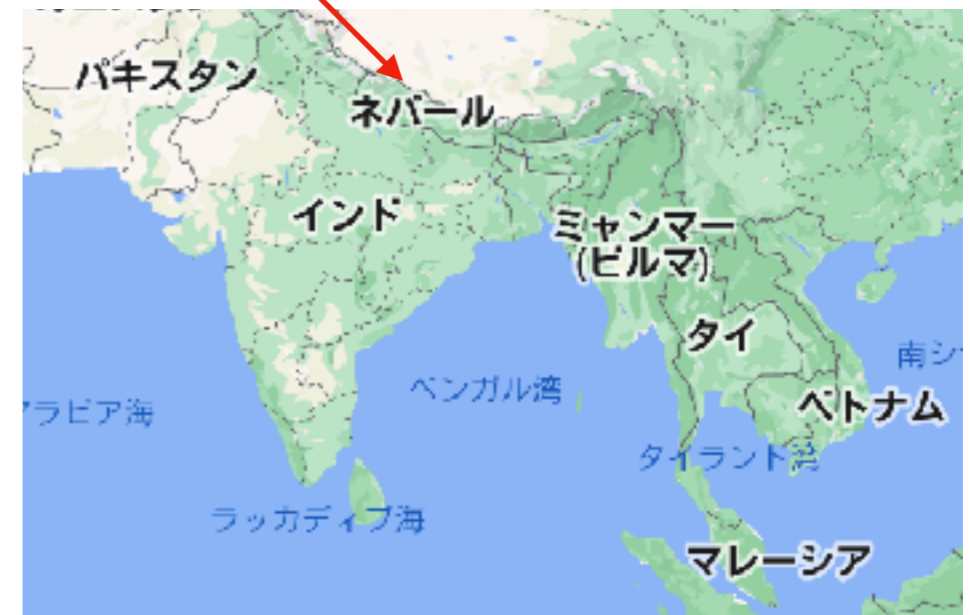 パキスタン
ネパール
インド
ミャンマー
(ビルマ)
タイ
南シ
ベンガル湾
ラビア海
ベトナム
タイランド湾
ラッカディブ海
マレーシア